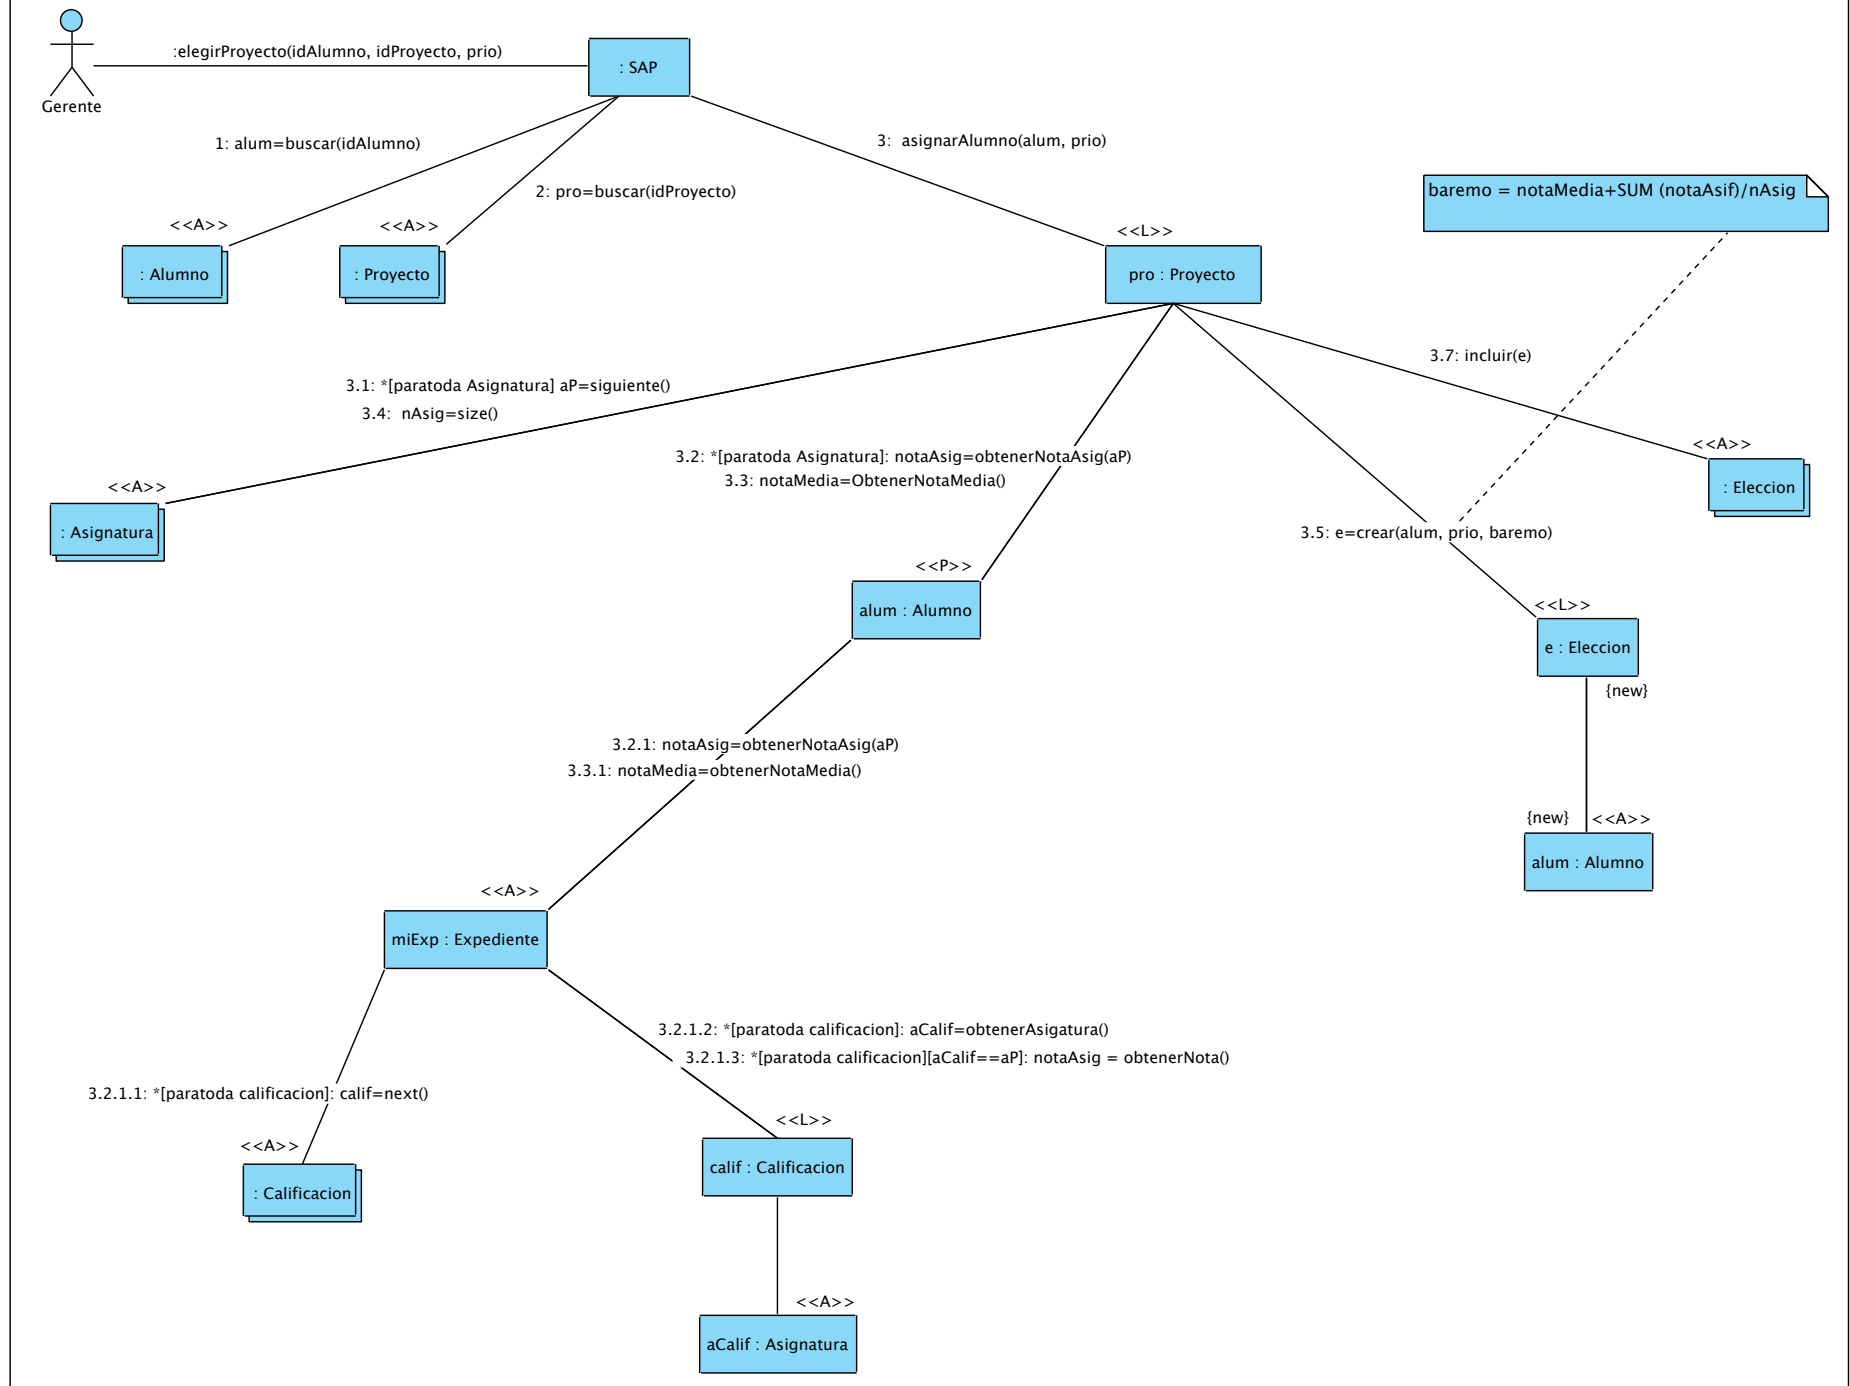 :elegirProyecto(idAlumno, idProyecto, prio)
: SAP
Gerente
1: alum=buscar(idAlumno)
3:  asignarAlumno(alum, prio)
2: pro=buscar(idProyecto)
baremo = notaMedia+SUM (notaAsif)/nAsig
<<A>>
<<A>>
<<L>>
: Alumno
: Proyecto
pro : Proyecto
3.7: incluir(e)
3.1: *[paratoda Asignatura] aP=siguiente()
3.4:  nAsig=size()
<<A>>
3.2: *[paratoda Asignatura]: notaAsig=obtenerNotaAsig(aP)
3.3: notaMedia=ObtenerNotaMedia()
<<A>>
: Eleccion
: Asignatura
3.5: e=crear(alum, prio, baremo)
<<P>>
alum : Alumno
<<L>>
e : Eleccion
{new}
3.2.1: notaAsig=obtenerNotaAsig(aP)
3.3.1: notaMedia=obtenerNotaMedia()
{new}
<<A>>
alum : Alumno
<<A>>
miExp : Expediente
3.2.1.2: *[paratoda calificacion]: aCalif=obtenerAsigatura()
3.2.1.3: *[paratoda calificacion][aCalif==aP]: notaAsig = obtenerNota()
3.2.1.1: *[paratoda calificacion]: calif=next()
<<L>>
<<A>>
calif : Calificacion
: Calificacion
<<A>>
aCalif : Asignatura